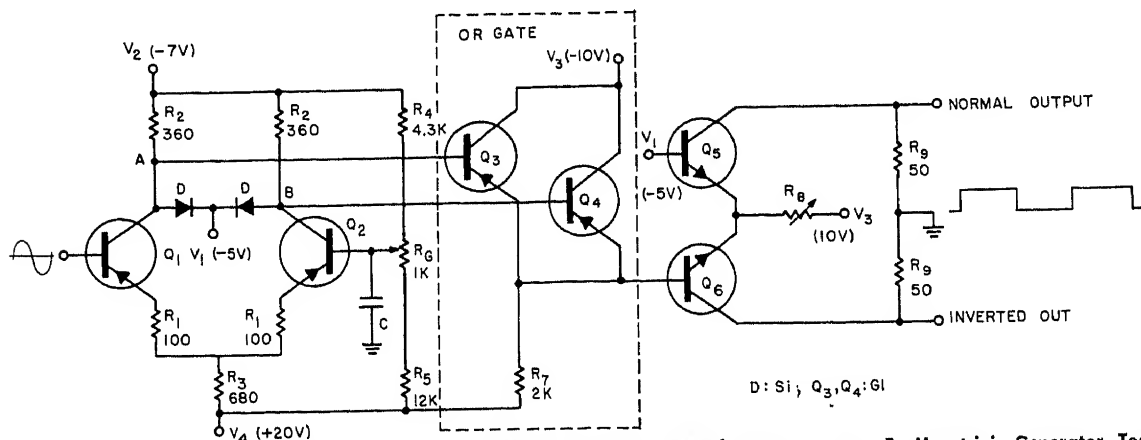 OR GATE
V2 (-7V)
V3 (-10V)
R2
360
R2
360
R4
4.3K
NORMAL OUTPUT
A
Q3
V1
Q5
(-5V)
R9
50
D
D
B
Q4
R8
V3
(10V)
Q1
V1 (-5V)
Q2
RG
1K
Q6
R9
50
R1
100
R1
100
C
INVERTED OUT
R3
680
R5
12K
R7
2K
D: Si; Q3, Q4: GI
V4 (+20V)
Generator